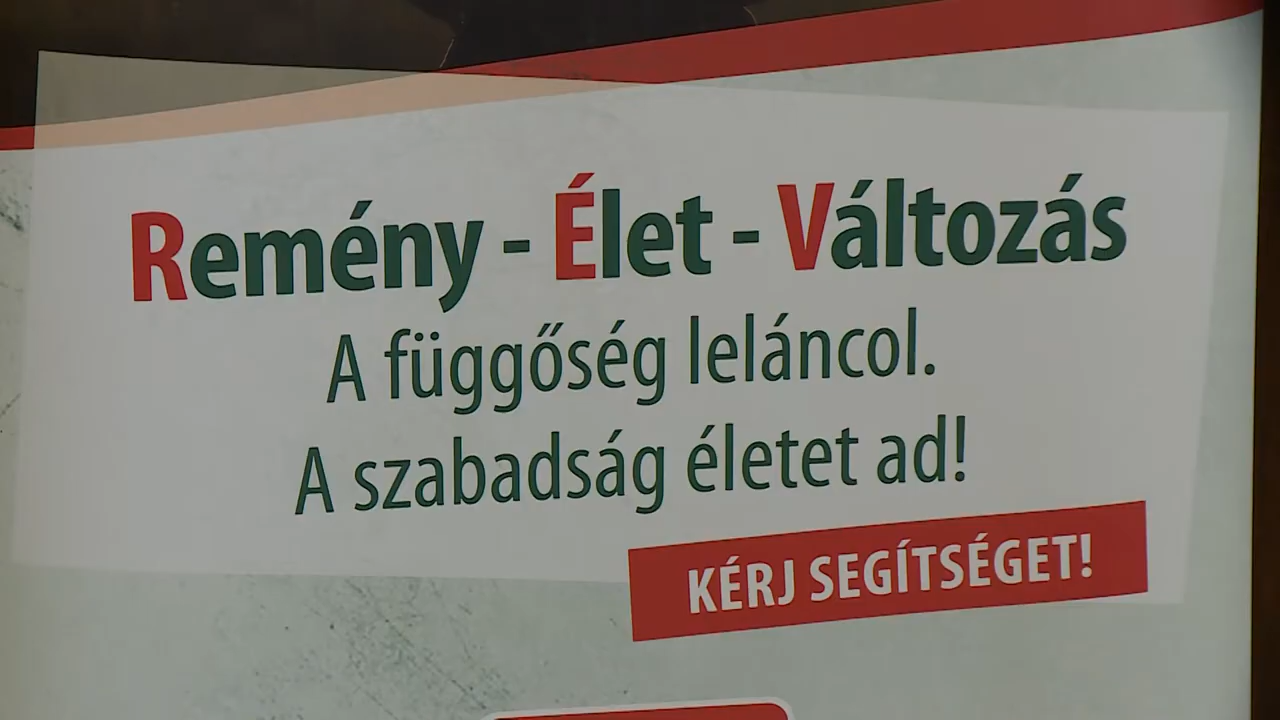 Remény - Élet - Változás
A függőség leláncol.
A szabadság életet ad!
KÉRJ SEGÍTSÉGET!